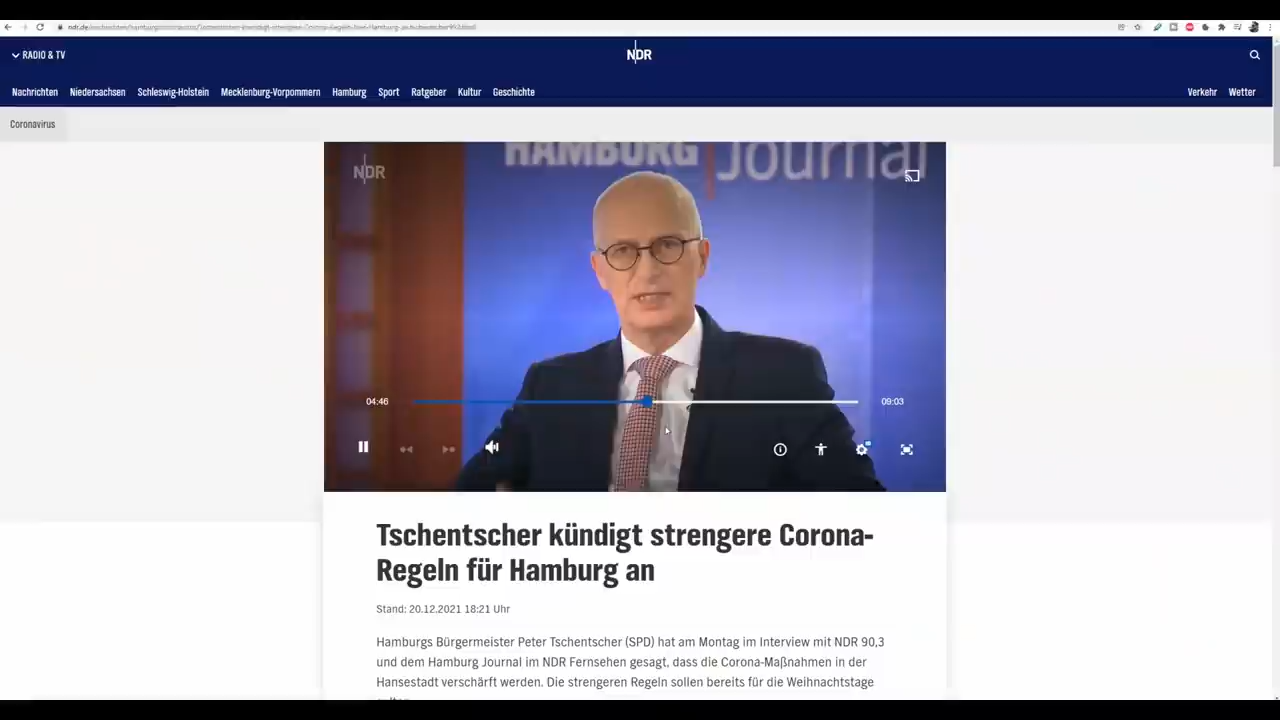 RADIO & TV
NDR
Nachrichten Niedersachsen Schleswig-Holstein Mecklenburg-Vorpommern Hamburg Sport Ratgeber Kultur Geschichte Verkehr Wetter
Coronavirus
HAMBURG Journal
NDR
04:46 09:03
Tschentscher kündigt strengere Corona-
Regeln für Hamburg an
Stand: 20.12.2021 18:21 Uhr
Hamburgs Bürgermeister Peter Tschentscher (SPD) hat am Montag im Interview mit NDR 90,3
und dem Hamburg Journal im NDR Fernsehen gesagt, dass die Corona-Maßnahmen in der
Hansestadt verschärft werden. Die strengeren Regeln sollen bereits für die Weihnachtstage